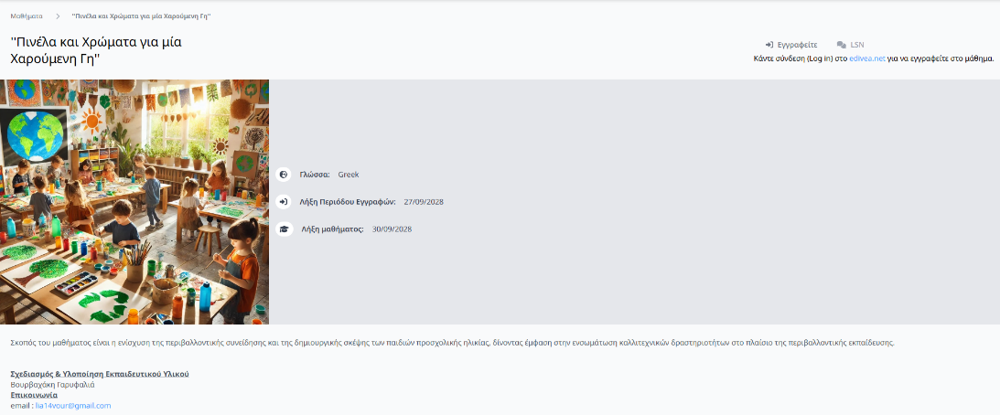 Μαθήματα > "Πινέλα και Χρώματα για μία Χαρούμενη Γη"
"Πινέλα και Χρώματα για μία
Χαρούμενη Γη"
Εγγραφείτε LSN
Κάντε σύνδεση (Log in) στο edivea.net για να εγγραφείτε στο μάθημα.
Γλώσσα: Greek
Λήξη Περιόδου Εγγραφών: 27/09/2028
Λήξη μαθήματος: 30/09/2028
Σκοπός του μαθήματος είναι η ενίσχυση της περιβαλλοντικής συνείδησης και της δημιουργικής σκέψης των παιδιών προσχολικής ηλικίας, δίνοντας έμφαση στην ενσωμάτωση καλλιτεχνικών δραστηριοτήτων στο πλαίσιο της περιβαλλοντικής εκπαίδευσης.
Σχεδιασμός & Υλοποίηση Εκπαιδευτικού Υλικού
Βουρβαχάκη Γαρυφαλιά
Επικοινωνία
email : lia14vour@gmail.com